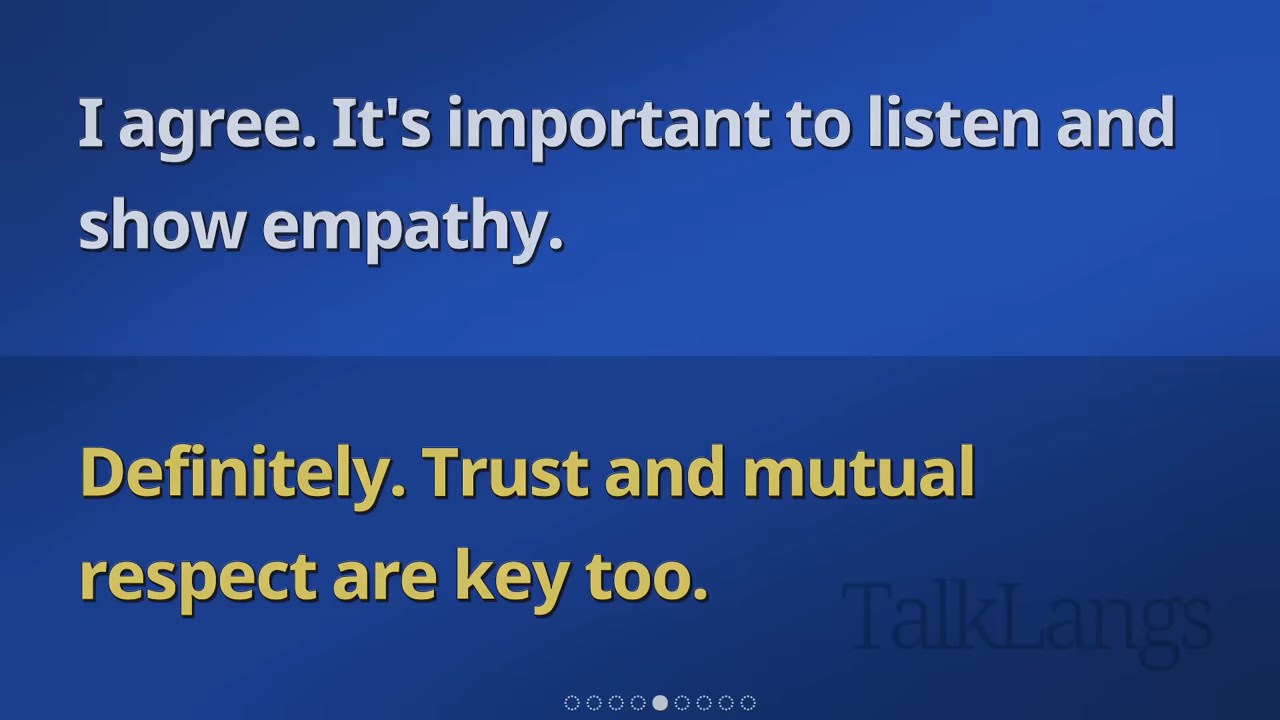 I agree. It's important to listen and
show empathy.
Definitely. Trust and mutual
respect are key too.
TalkLangs